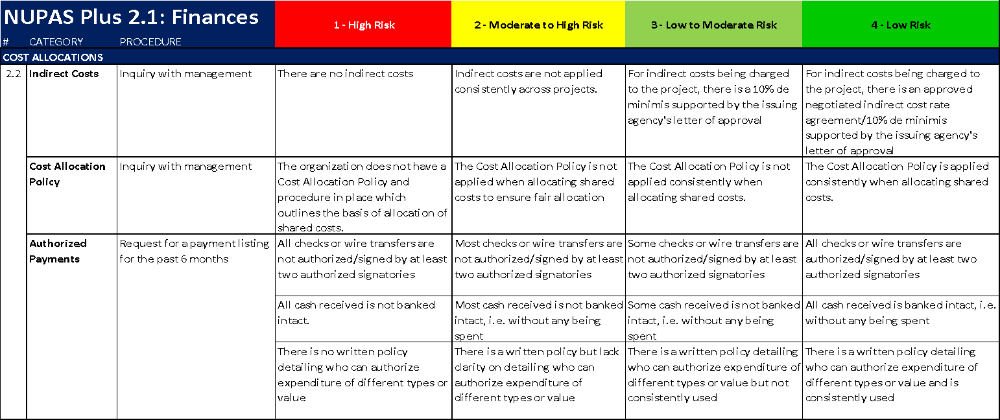 NUPAS Plus 2.1: Finances
# CATEGORY PROCEDURE
1 - High Risk
2 - Moderate to High Risk
3 - Low to Moderate Risk
4 - Low Risk
COST ALLOCATIONS
2.2
Indirect Costs
Inquiry with management
There are no indirect costs
Indirect costs are not applied
consistently across projects.
For indirect costs being charged
to the project, there is a 10% de
minimis supported by the issuing
agency's letter of approval
For indirect costs being charged to
the project, there is an approved
negotiated indirect cost rate
agreement/10% de minimis
supported by the issuing agency's
letter of approval
Cost Allocation
Policy
Inquiry with management
The organization does not have a
Cost Allocation Policy and
procedure in place which
outlines the basis of allocation of
shared costs.
The Cost Allocation Policy is not
applied when allocating shared
costs to ensure fair allocation
The Cost Allocation Policy is not
applied consistently when
allocating shared costs.
The Cost Allocation Policy is applied
consistently when allocating shared
costs.
Authorized
Payments
Request for a payment listing
for the past 6 months
All checks or wire transfers are
not authorized/signed by at least
two authorized signatories
Most checks or wire transfers are
not authorized/signed by at least
two authorized signatories
Some checks or wire transfers are
not authorized/signed by at least
two authorized signatories
All checks or wire transfers are
authorized/signed by at least two
authorized signatories
All cash received is not banked
intact.
Most cash received is not banked
intact, i.e. without any being
spent
Some cash received is not banked
intact, i.e. without any being
spent
All cash received is banked intact, i.e.
without any being spent
There is no written policy
detailing who can authorize
expenditure of different types or
value
There is a written policy but lack
clarity on detailing who can
authorize expenditure of
different types or value
There is a written policy detailing
who can authorize expenditure of
different types or value but not
consistently used
There is a written policy detailing
who can authorize expenditure of
different types or value and is
consistently used